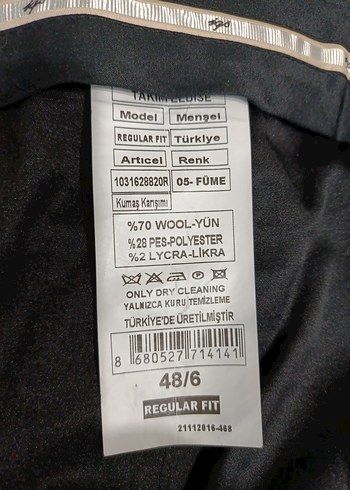 TAKIM ELBİSE
Model Menşei
REGULAR FIT Türkiye
Artıcel Renk
1031628820R 05- FÜME
Kumaş Karışımı
%70 WOOL-YÜN
%28 PES-POLYESTER
%2 LYCRA-LİKRA
ONLY DRY CLEANING
YALNIZCA KURU TEMİZLEME
TÜRKİYE'DE ÜRETİLMİŞTİR
8 680527 714141
48/6
REGULAR FIT
21112016-468